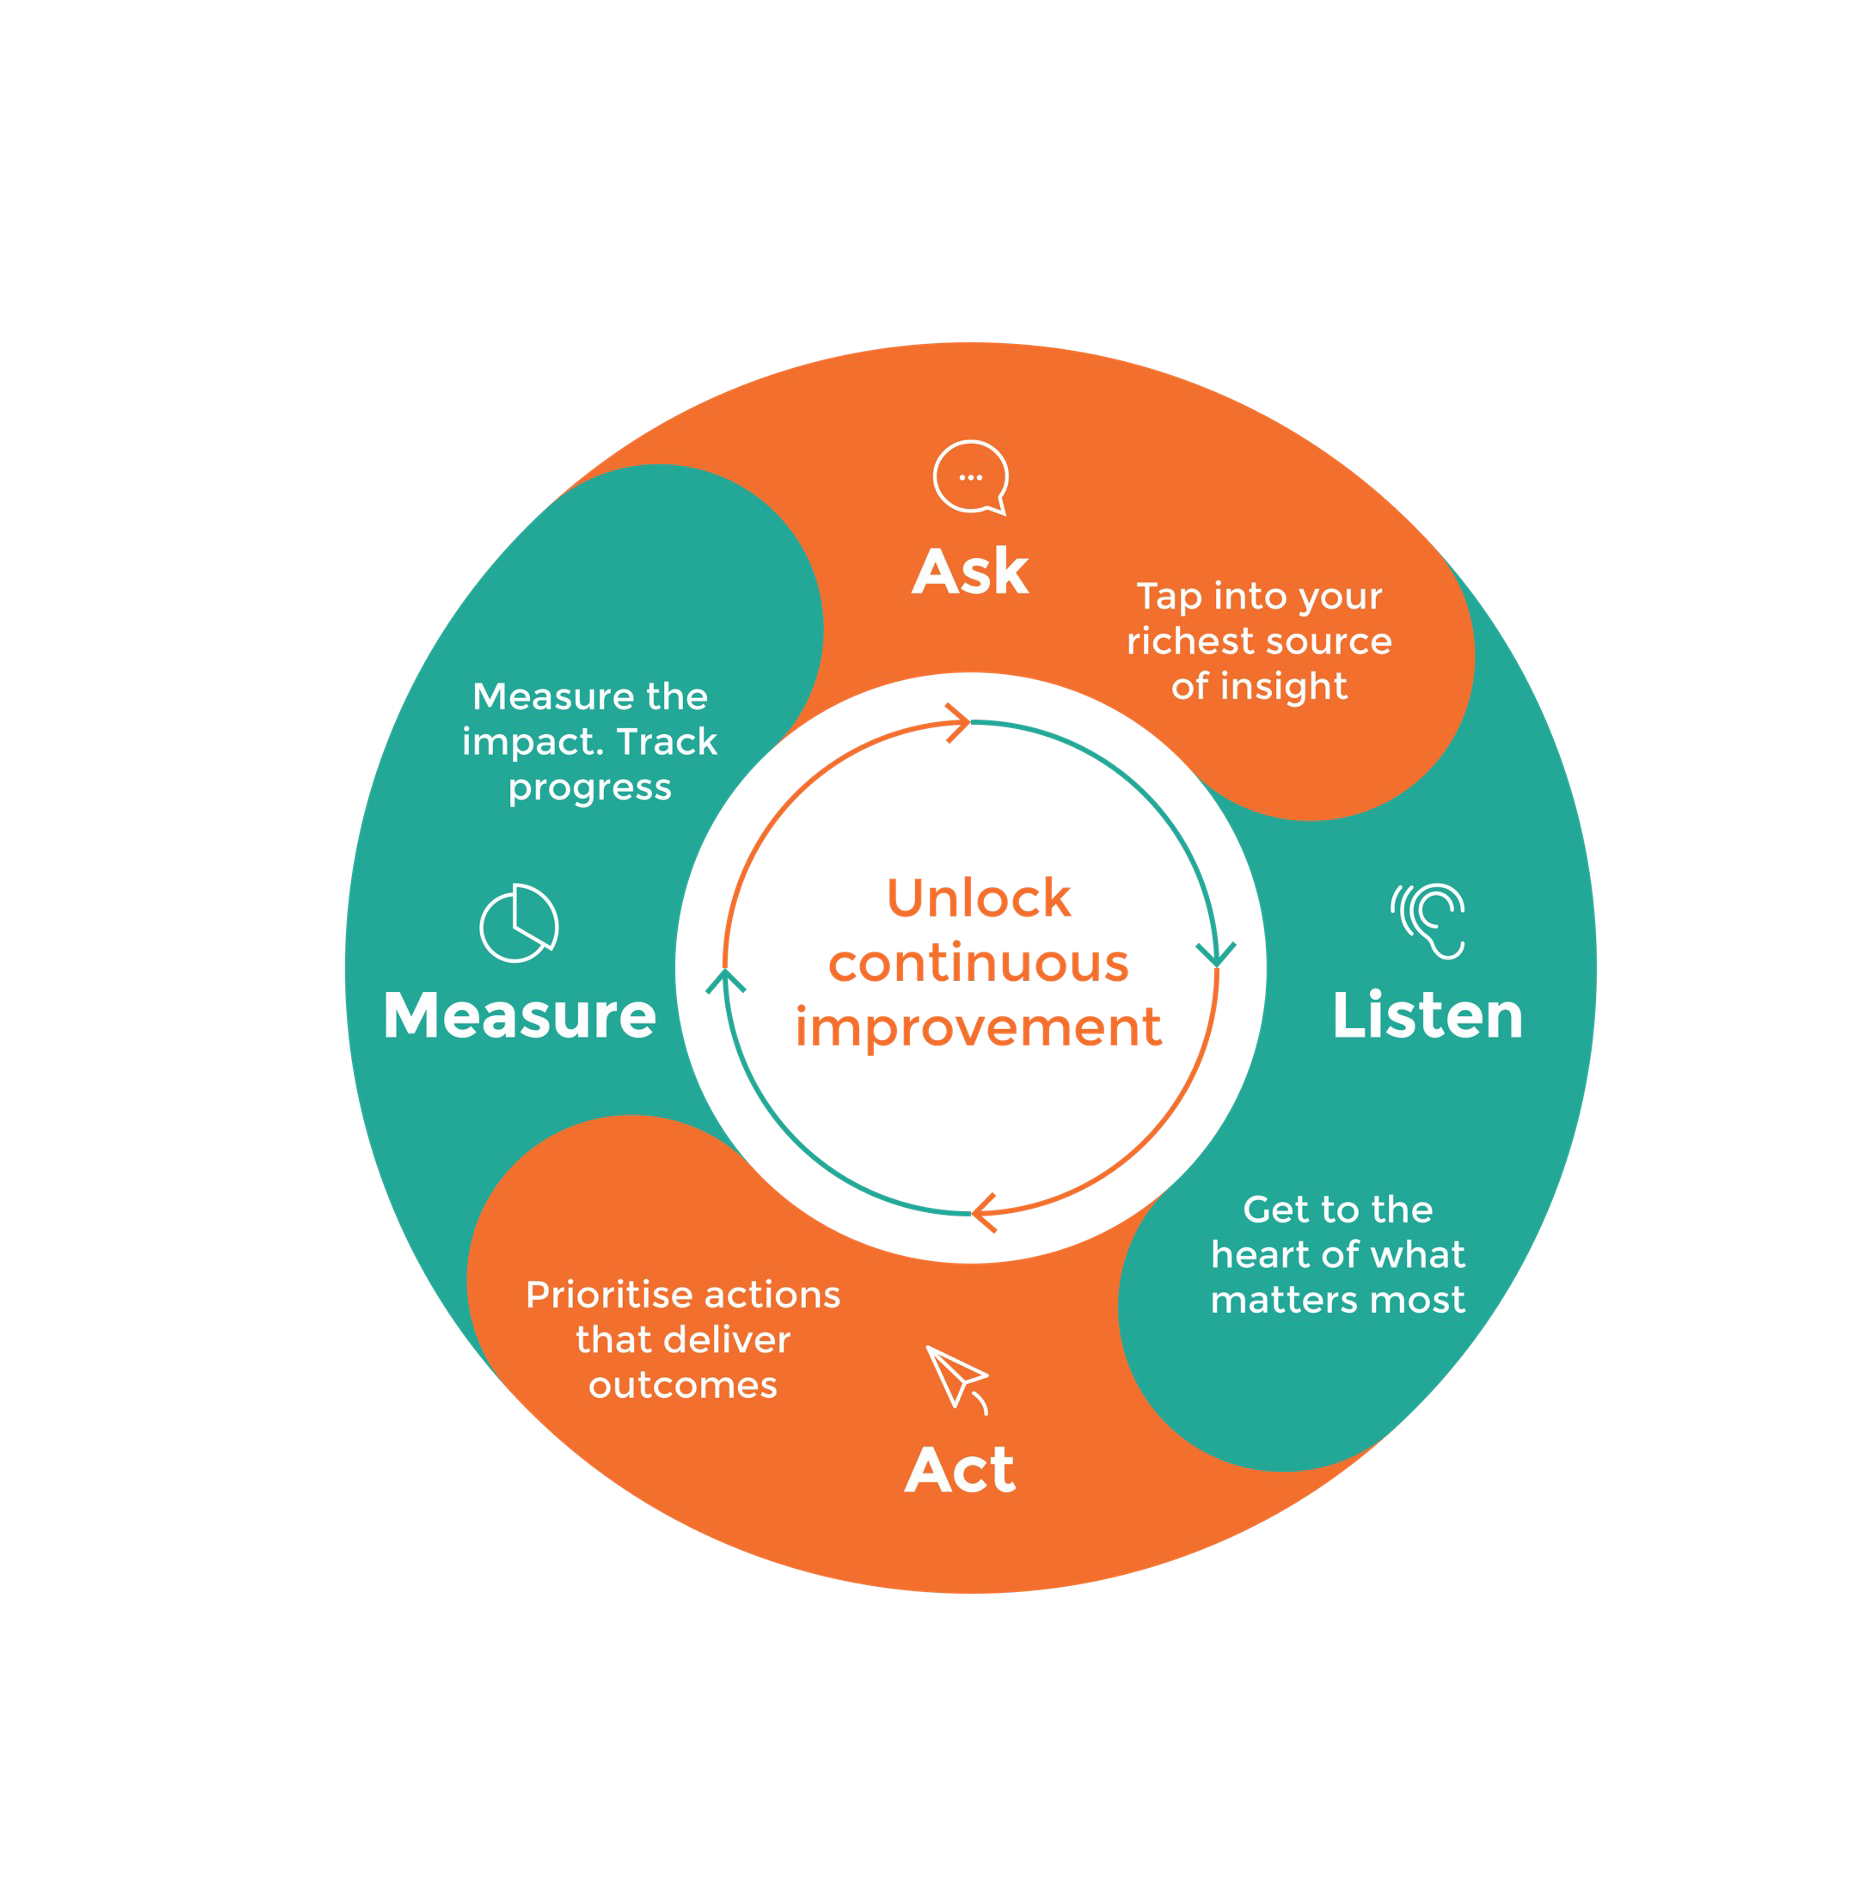 Ask
Tap into your
richest source
of insight
Listen
Get to the
heart of what
matters most
Act
Prioritise actions
that deliver
outcomes
Measure
Measure the
impact. Track
progress
Unlock
continuous
improvement